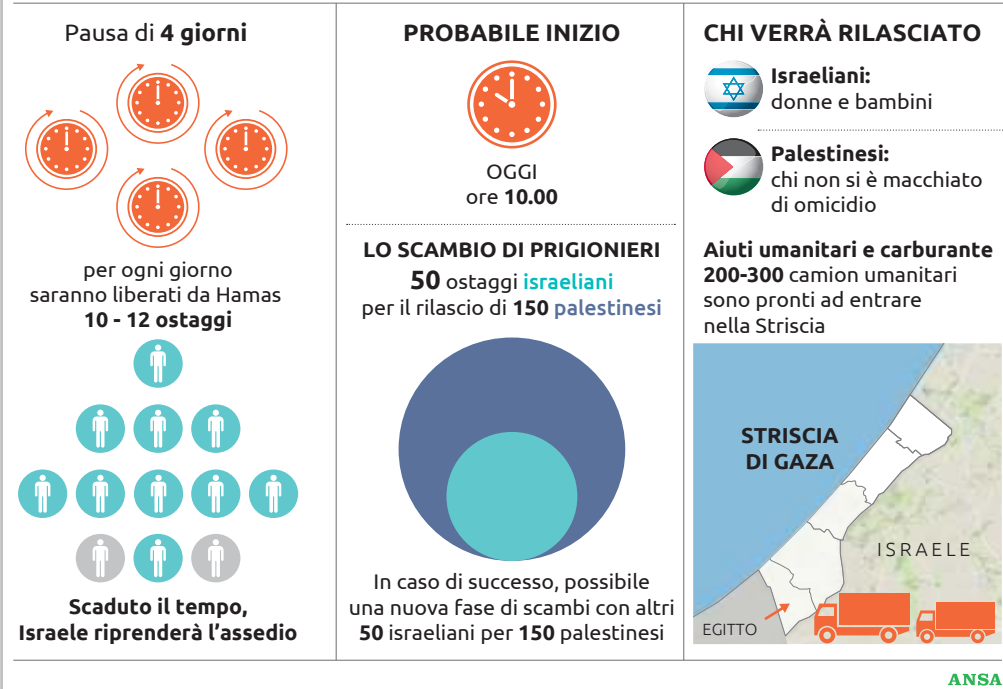 Pausa di 4 giorni
per ogni giorno
saranno liberati da Hamas
10 - 12 ostaggi
Scaduto il tempo,
Israele riprenderà l'assedio
PROBABILE INIZIO
OGGI
ore 10.00
LO SCAMBIO DI PRIGIONIERI
50 ostaggi israeliani
per il rilascio di 150 palestinesi
In caso di successo, possibile
una nuova fase di scambi con altri
50 israeliani per 150 palestinesi
CHI VERRÀ RILASCIATO
Israeliani:
donne e bambini
Palestinesi:
chi non si è macchiato
di omicidio
Aiuti umanitari e carburante
200-300 camion umanitari
sono pronti ad entrare
nella Striscia
STRISCIA
DI GAZA
ISRAELE
EGITTO
ANSA